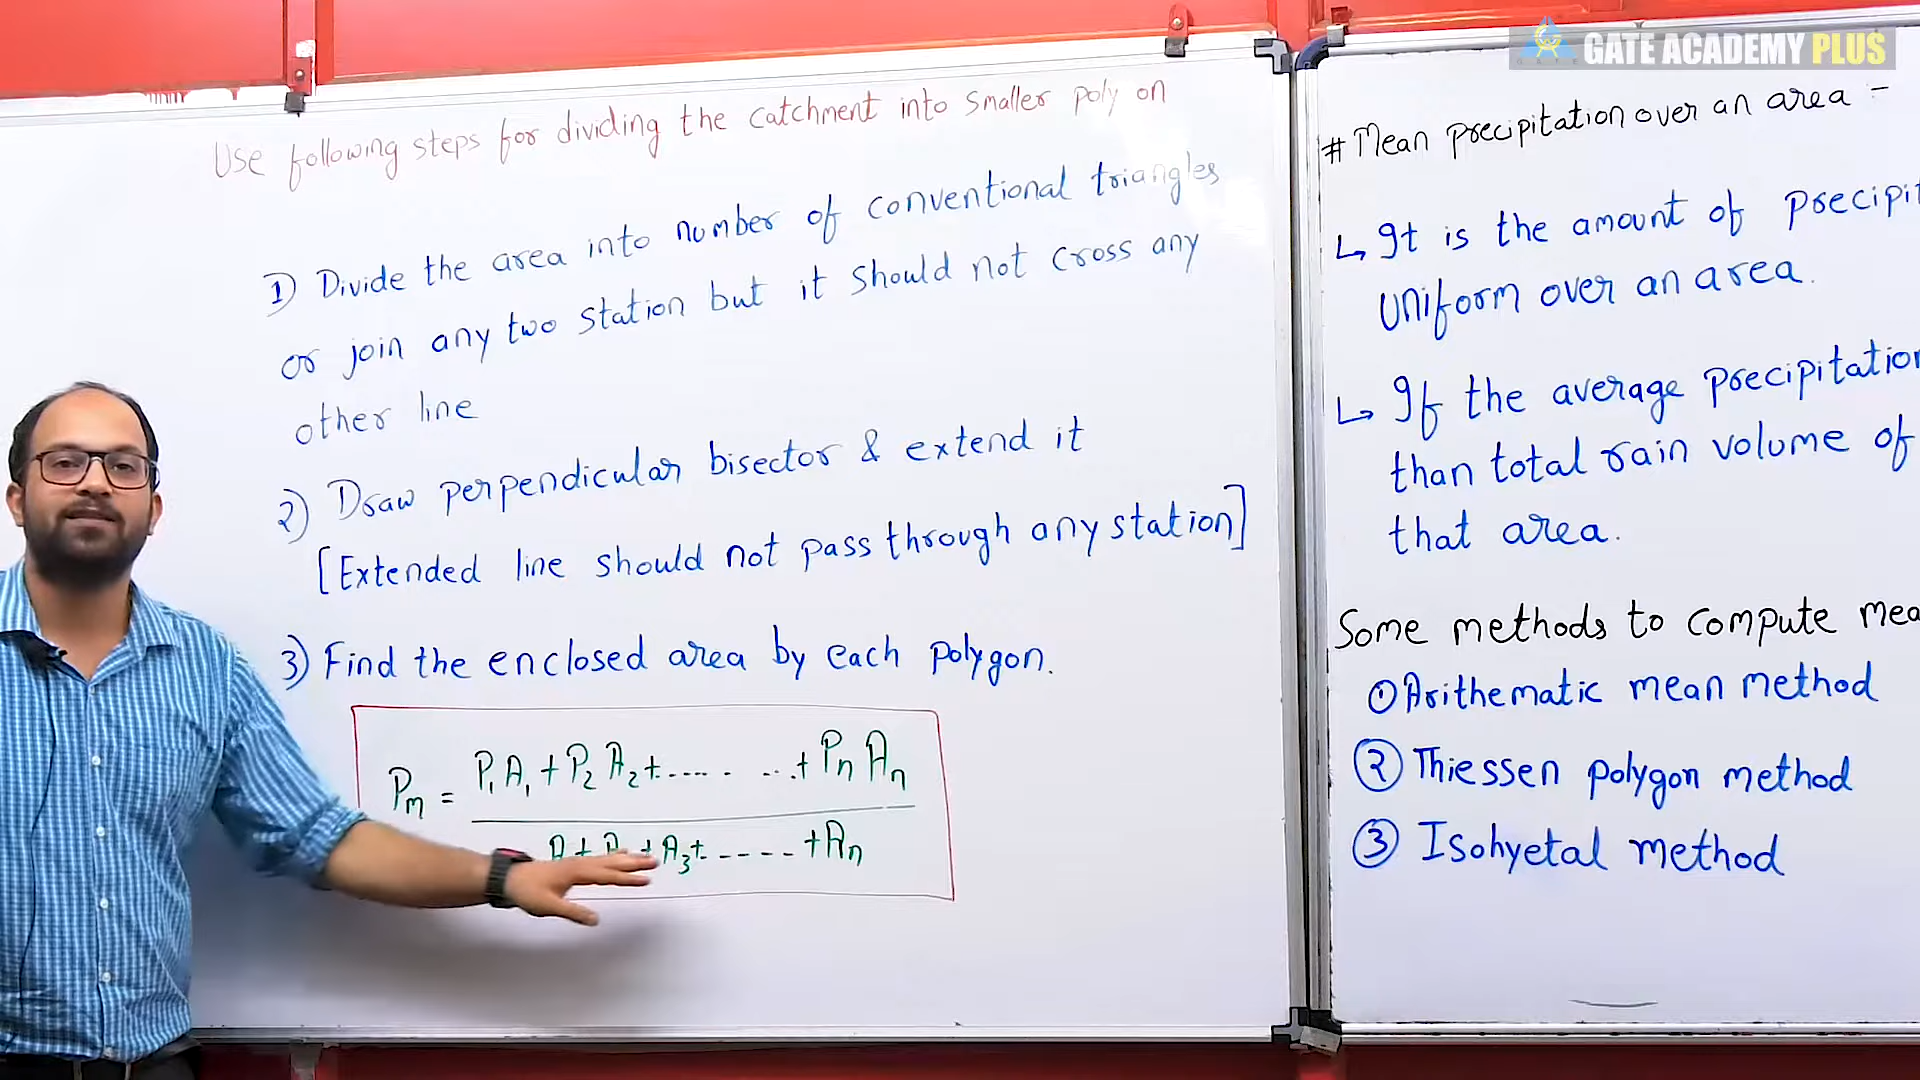 GATE ACADEMY PLUS
Use following steps for dividing the catchment into smaller poly on
1) Divide the area into number of conventional triangles
or join any two station but it should not cross any
other line
2) Draw perpendicular bisector & extend it
[Extended line should not pass through any station]
3) Find the enclosed area by each polygon.
Pm = P1A1 + P2A2 + ..... ...+ PnAn
A + A +A3+ ..... +An
# Mean precipitation over an area -
↳ It is the amount of precipit
uniform over an area.
↳ If the average precipitation
than total rain volume of
that area.
Some methods to compute mea
① Arithematic mean method
② Thiessen polygon method
③ Isohyetal method